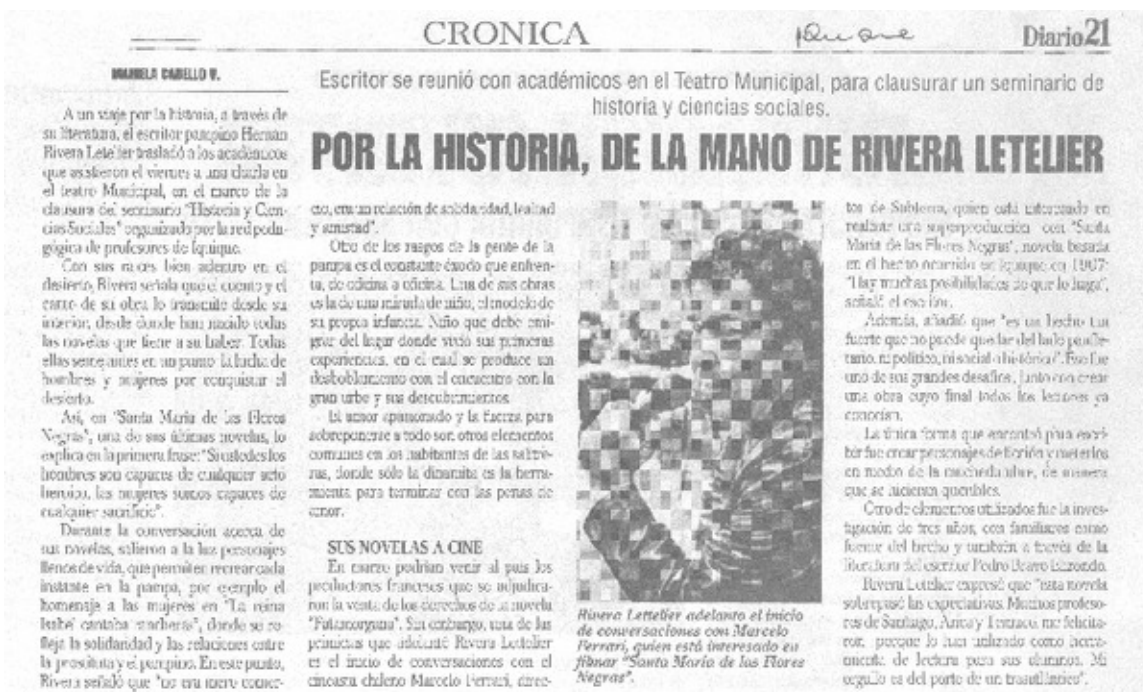 CRONICA
Diario21
MANUELA CABELLO V.
Escritor se reunió con académicos en el Teatro Municipal, para clausurar un seminario de
historia y ciencias sociales.
POR LA HISTORIA, DE LA MANO DE RIVERA LETELIER
A un viaje por la historia, a través de
su literatura, el escritor pampino Hernán
Rivera Letelier trasladó a los académicos
que asistieron el viernes a una charla en
el teatro Municipal, en el marco de la
clausura del seminario "Historia y Cien-
cias Sociales" organizado por la red peda-
gógica de profesores de Iquique.
Con sus raíces bien adentro en el
desierto, Rivera señala que el cuento y el
canto de su obra lo transmite desde su
interior, desde donde han nacido todas
las novelas que tiene a su haber. Todas
ellas semejantes en un punto: la lucha de
hombres y mujeres por conquistar el
desierto.
Así, en "Santa María de las Flores
Negras", una de sus últimas novelas, lo
explica en la primera frase: "Si ustedes los
hombres son capaces de cualquier acto
heroico, las mujeres somos capaces de
cualquier sacrificio".
Durante la conversación acerca de
sus novelas, salieron a la luz personajes
llenos de vida, que permiten recrear cada
instante en la pampa, por ejemplo el
homenaje a las mujeres en "La reina
Isabel cantaba rancheras", donde se re-
fleja la solidaridad y las relaciones entre
la prostituta y el pampino. En este punto,
Rivera señaló que "no era mero comer-
cio, era un relación de solidaridad, lealtad
y amistad".
Otro de los rasgos de la gente de la
pampa es el constante éxodo que enfren-
ta, de oficina a oficina. Una de sus obras
es la de una mirada de niño, el modelo de
su propia infancia. Niño que debe emi-
grar del lugar donde vivió sus primeras
experiencias, en el cual se produce un
desboblamiento con el encuentro con la
gran urbe y sus descubrimientos.
El amor apasionado y la fuerza para
sobreponerse a todo son otros elementos
comunes en los habitantes de las salitre-
ras, donde sólo la dinamita es la herra-
mienta para terminar con las penas de
amor.
SUS NOVELAS A CINE
En marzo podrían venir al país los
productores franceses que se adjudica-
ron la venta de los derechos de la novela
Sin embargo, una de las
primicias que adelantó Rivera Letelier
es el inicio de conversaciones con el
cineasta chileno Marcelo Ferrari, direc-
Rivera Lettelier adelanto el inicio
de conversaciones con Marcelo
Ferrari, quien está interesado en
filmar "Santa María de las Flores
Negras".
tor de Subterra, quien está interesado en
realizar una superproducción con "Santa
María de las Flores Negras", novela basada
en el hecho ocurrido en Iquique en 1907:
"Hay muchas posibilidades de que lo haga",
señaló el escritor.
Además, añadió que "es un hecho tan
fuerte que no puede quedar del lado panfle-
tario, ni político, ni social o histórico". Ese fue
uno de sus grandes desafíos, junto con crear
una obra cuyo final todos los lectores ya
conocían.
La única forma que encontró para escri-
bir fue crear personajes de ficción y meterlos
en medio de la muchedumbre, de manera
que se hicieran queribles.
Otro de elementos utilizados fue la inves-
tigación de tres años, con familiares como
fuente del hecho y también a través de la
literatura del escritor Pedro Bravo Elizondo.
Rivera Letelier expresó que "esta novela
sobrepasó las expectativas. Muchos profeso-
res de Santiago, Arica y Temuco, me felicita-
ron, porque lo han utilizado como herra-
mienta de lectura para sus alumnos. Mi
orgullo es del porte de un trasatlántico".